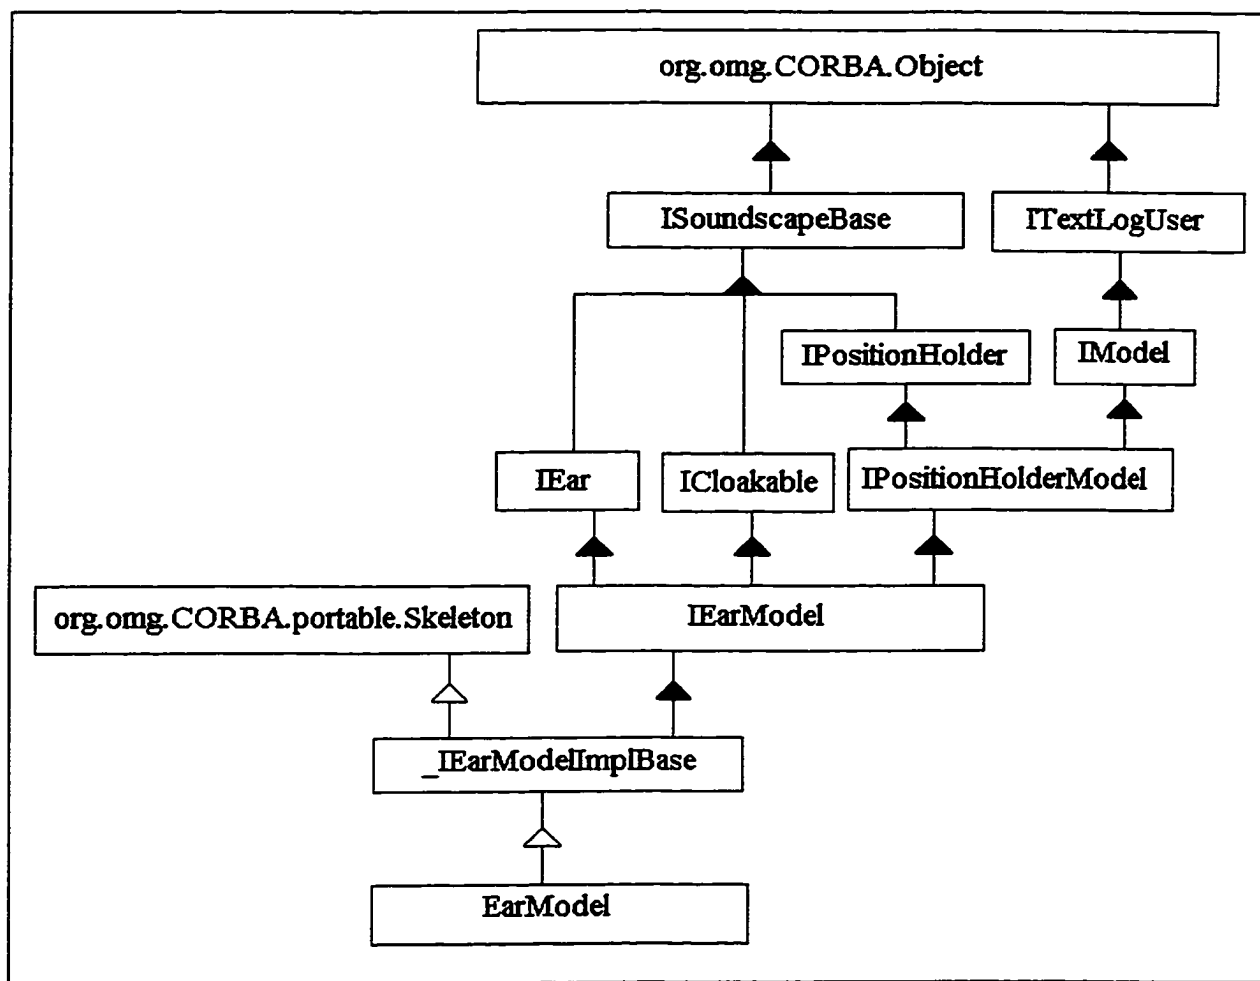 org.omg.CORBA.Object
ISoundscapeBase
ITextLogUser
IPositionHolder
IModel
IEar
ICloakable
IPositionHolderModel
org.omg.CORBA.portable.Skeleton
IEarModel
_IEarModelImplBase
EarModel